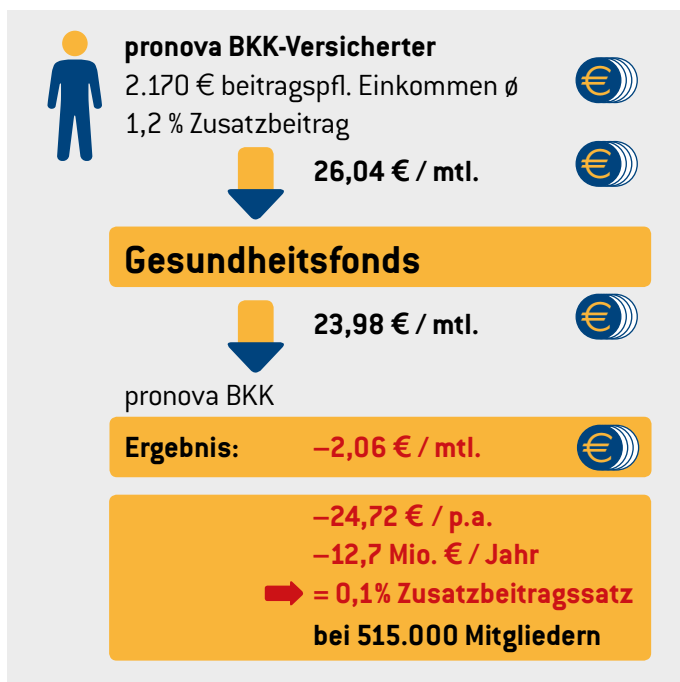 pronova BKK-Versicherter
2.170 € beitragspfl. Einkommen ø
1,2 % Zusatzbeitrag
26,04 € / mtl.
Gesundheitsfonds
23,98 € / mtl.
pronova BKK
Ergebnis: –2,06 € / mtl.
–24,72 € / p.a.
–12,7 Mio. € / Jahr
= 0,1% Zusatzbeitragssatz
bei 515.000 Mitgliedern